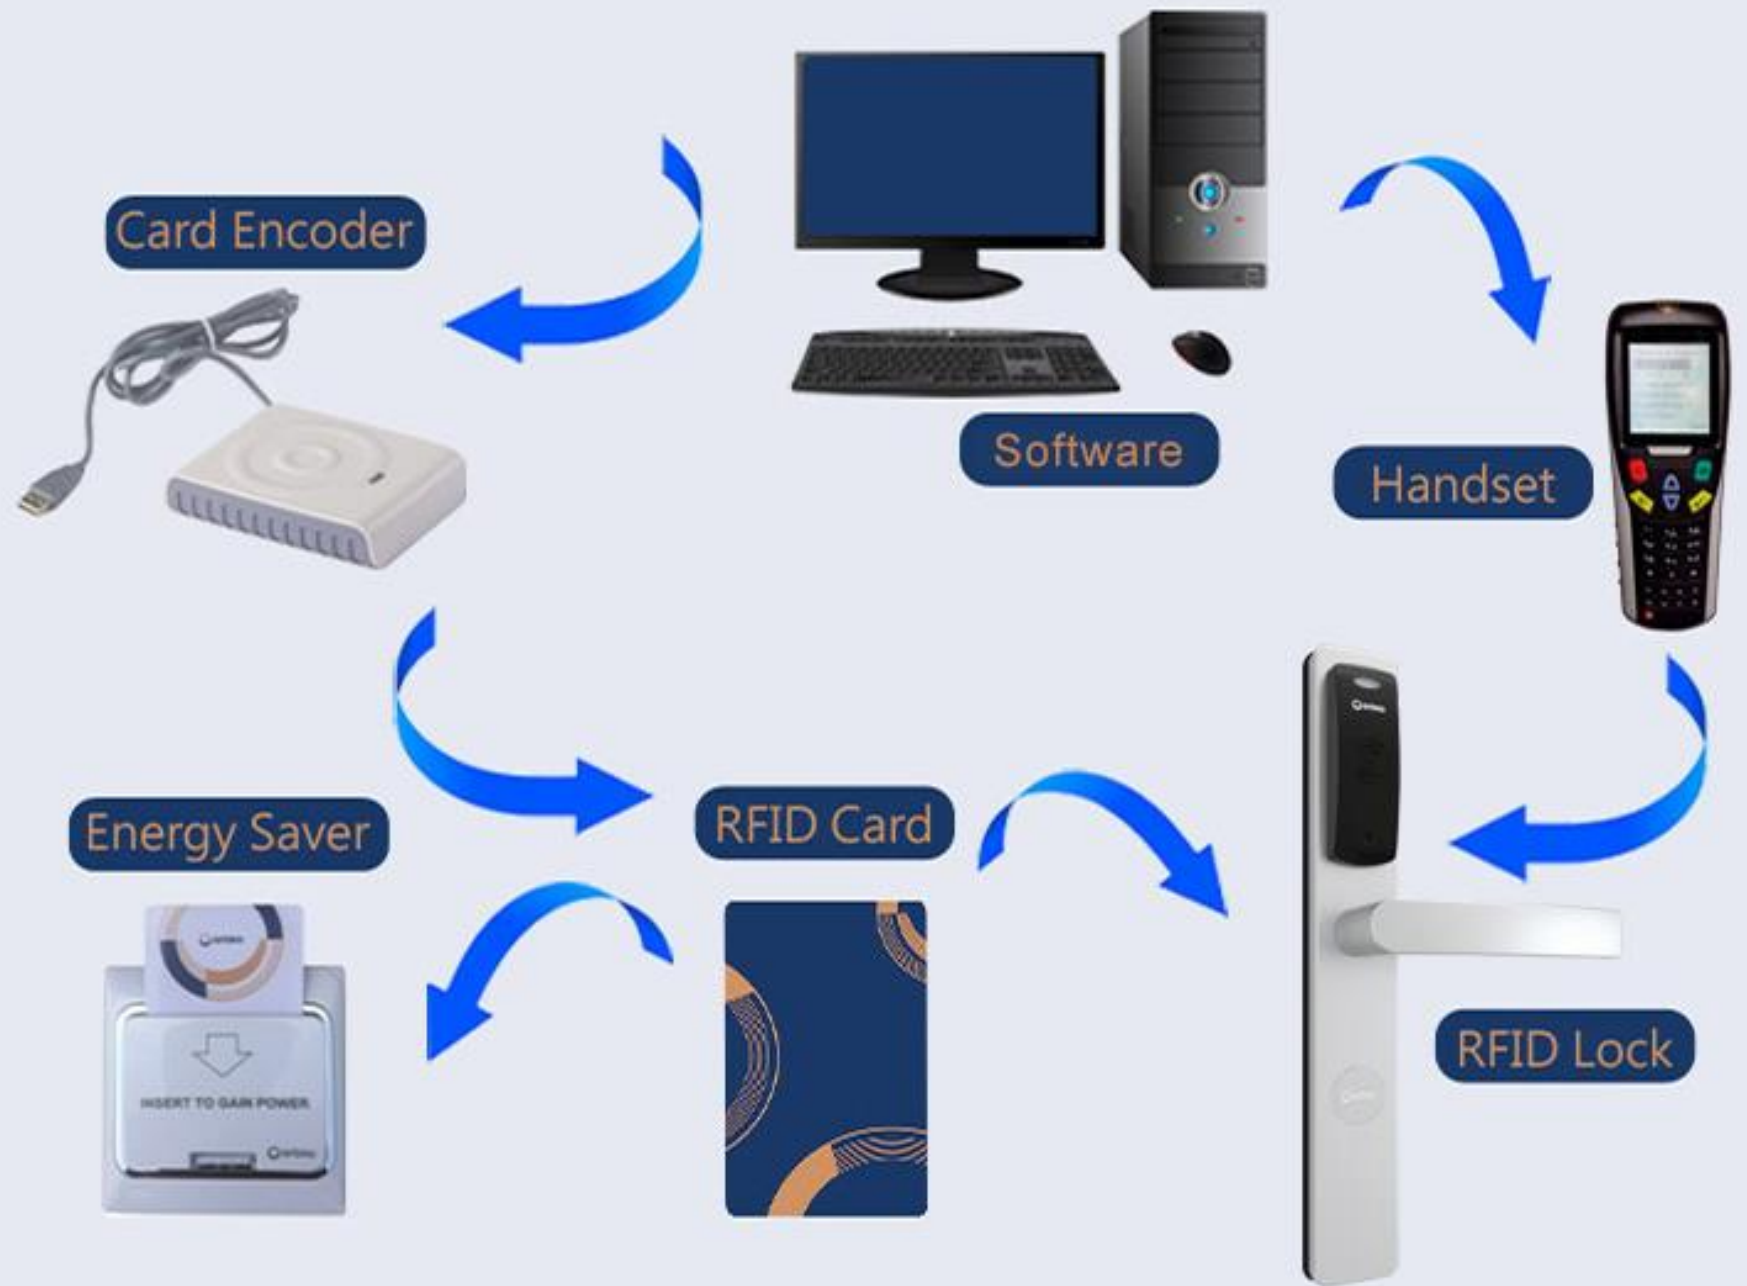 Card Encoder
Software
Handset
Energy Saver
RFID Card
INSERT TO GAIN POWER
RFID Lock